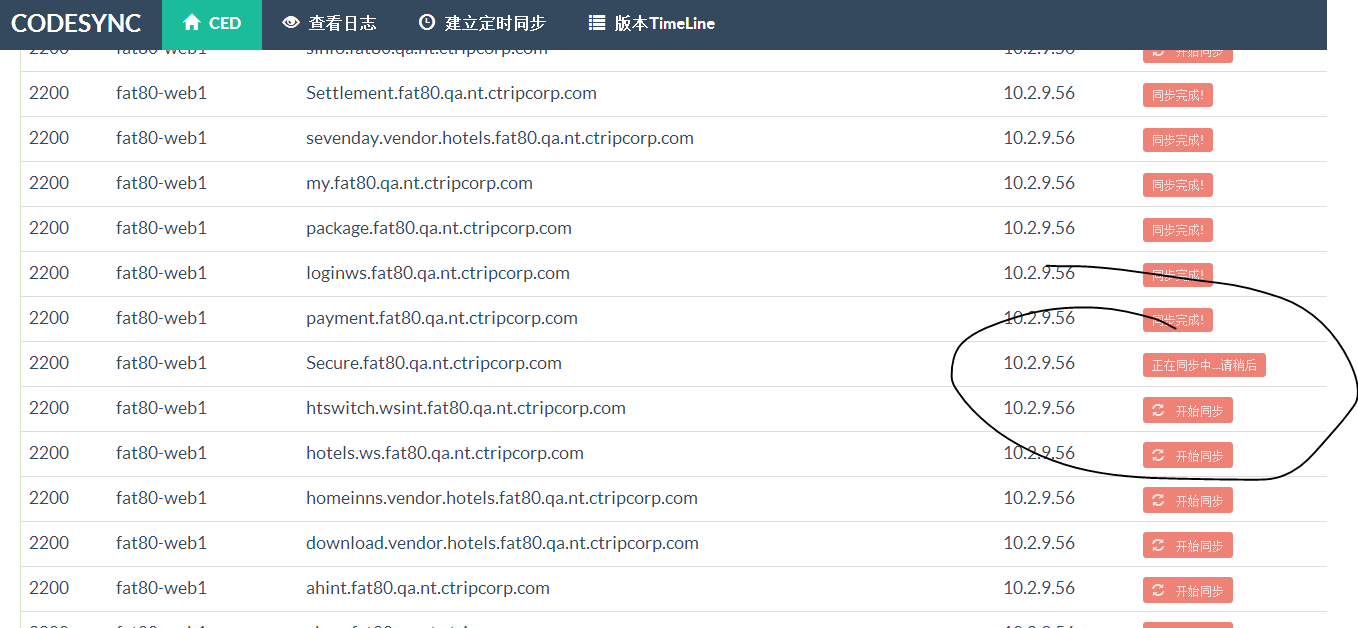 CODESYNC CED 查看日志 建立定时同步 版本TimeLine
2200 fat80-web1 sinfo.fat80.qa.nt.ctripcorp.com 10.2.9.56 开始同步
2200 fat80-web1 Settlement.fat80.qa.nt.ctripcorp.com 10.2.9.56 同步完成!
2200 fat80-web1 sevenday.vendor.hotels.fat80.qa.nt.ctripcorp.com 10.2.9.56 同步完成!
2200 fat80-web1 my.fat80.qa.nt.ctripcorp.com 10.2.9.56 同步完成!
2200 fat80-web1 package.fat80.qa.nt.ctripcorp.com 10.2.9.56 同步完成!
2200 fat80-web1 loginws.fat80.qa.nt.ctripcorp.com 10.2.9.56 同步完成!
2200 fat80-web1 payment.fat80.qa.nt.ctripcorp.com 10.2.9.56 同步完成!
2200 fat80-web1 Secure.fat80.qa.nt.ctripcorp.com 10.2.9.56 正在同步中...请稍后
2200 fat80-web1 htswitch.wsint.fat80.qa.nt.ctripcorp.com 10.2.9.56 开始同步
2200 fat80-web1 hotels.ws.fat80.qa.nt.ctripcorp.com 10.2.9.56 开始同步
2200 fat80-web1 homeinns.vendor.hotels.fat80.qa.nt.ctripcorp.com 10.2.9.56 开始同步
2200 fat80-web1 download.vendor.hotels.fat80.qa.nt.ctripcorp.com 10.2.9.56 开始同步
2200 fat80-web1 ahint.fat80.qa.nt.ctripcorp.com 10.2.9.56 开始同步